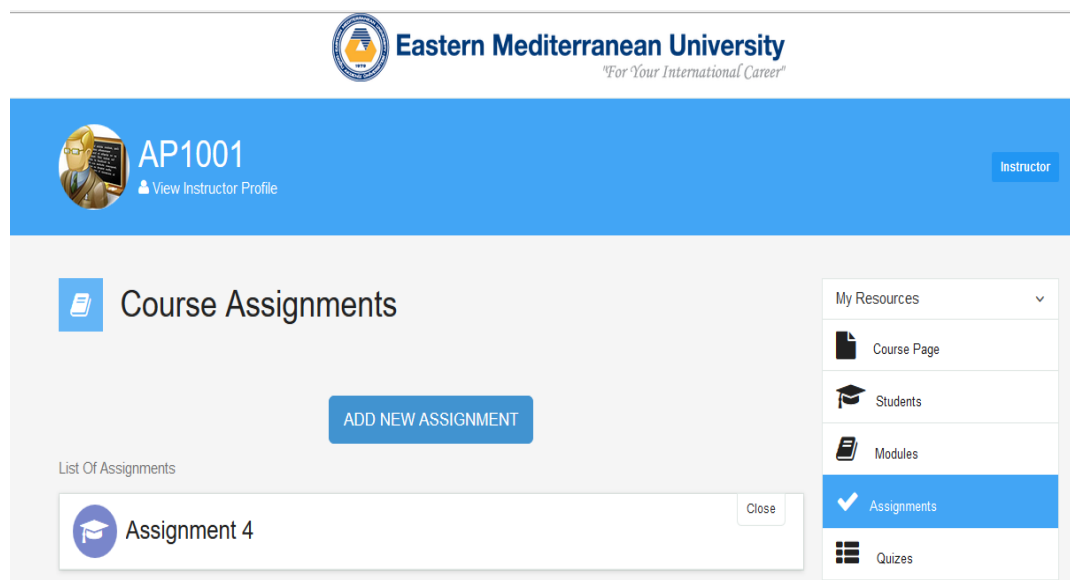 Eastern Mediterranean University
"For Your International Career"
AP1001
View Instructor Profile
Instructor
Course Assignments
ADD NEW ASSIGNMENT
List Of Assignments
Assignment 4
Close
My Resources
Course Page
Students
Modules
Assignments
Quizes